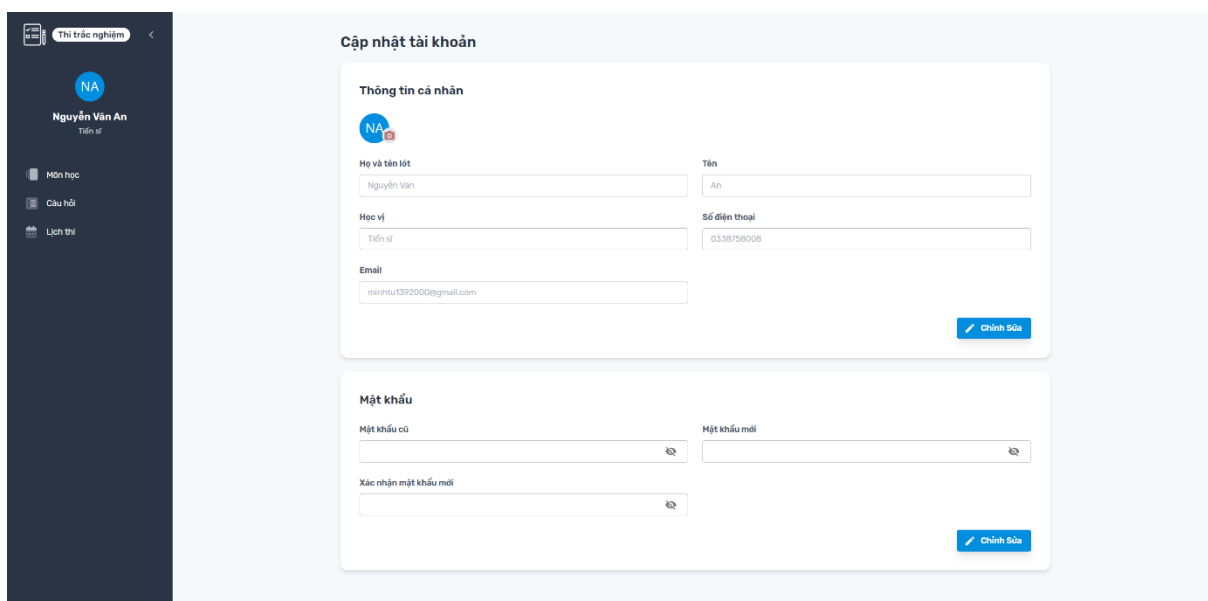 Thi trắc nghiệm
NA
Nguyễn Văn An
Tiến sĩ
Môn học
Câu hỏi
Lịch thi
Cập nhật tài khoản
Thông tin cá nhân
NA
Họ và tên lót
Tên
Nguyễn Văn
An
Học vị
Số điện thoại
Tiến sĩ
0338758008
Email
minhtu1392000@gmail.com
Chỉnh Sửa
Mật khẩu
Mật khẩu cũ
Mật khẩu mới
Xác nhận mật khẩu mới
Chỉnh Sửa